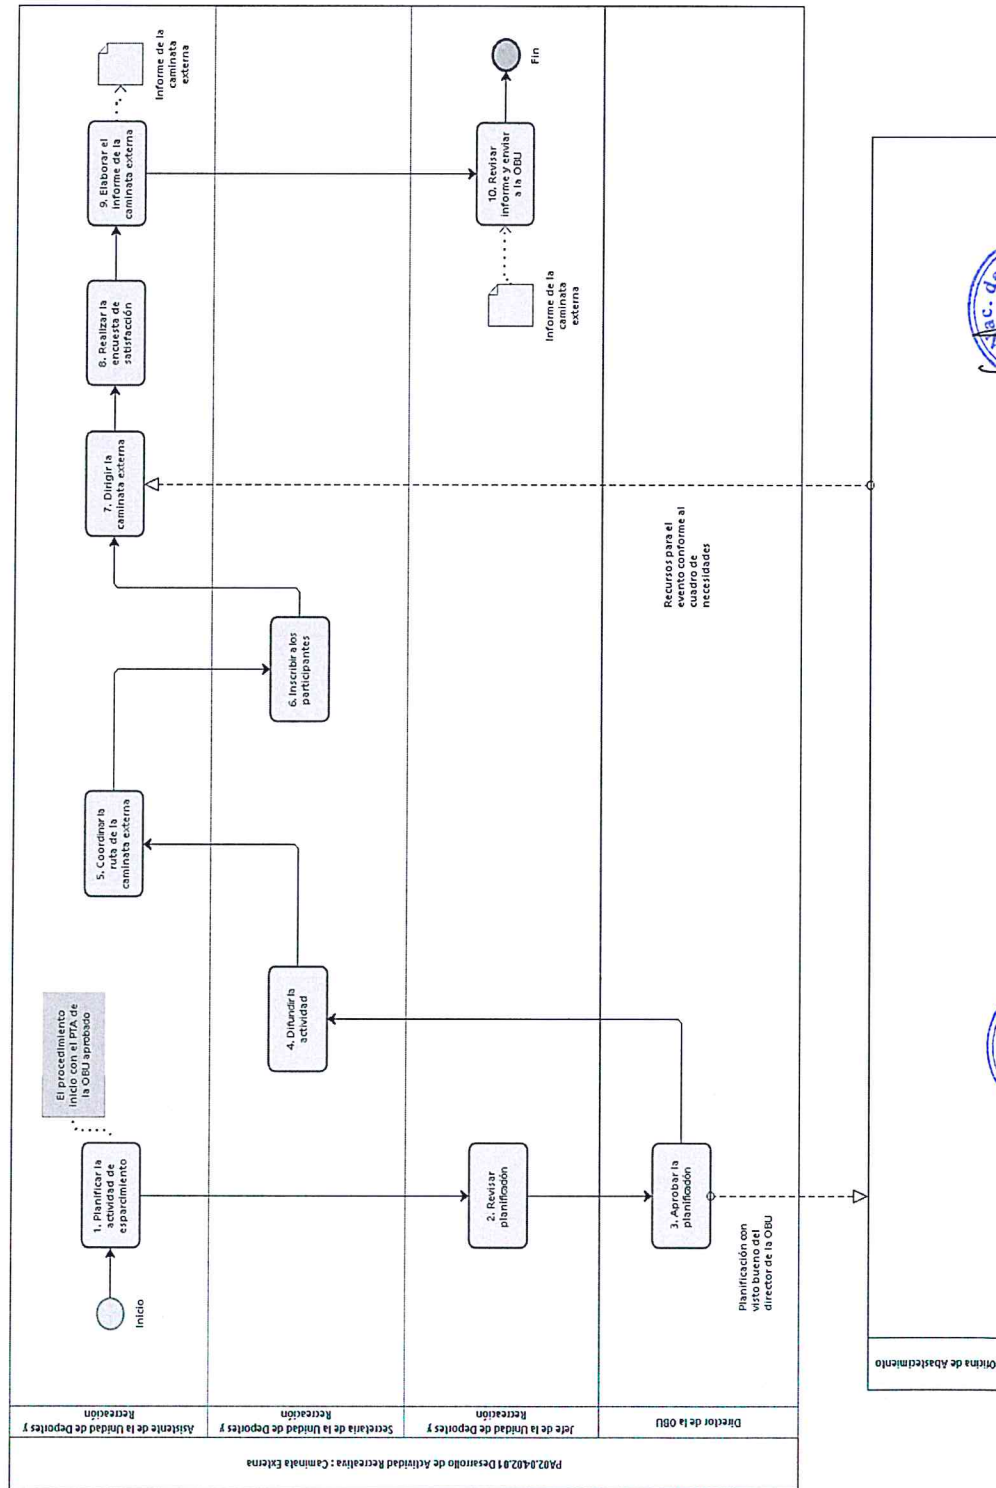 PA02.0402.01 Desarrollo de Actividad Recreativa : Caminata Externa
Asistente de la Unidad de Deportes y
Recreación
Inicio
1. Planificar la
actividad de
esparcimiento
El procedimiento
inicio con el PTA de
la OBU aprobado
5. Coordinar la
ruta de la
caminata externa
7. Dirigir la
caminata externa
8. Realizar la
encuesta de
satisfacción
9. Elaborar el
informe de la
caminata externa
Informe de la
caminata
externa
Secretaria de la Unidad de Deportes y
Recreación
4. Difundir la
actividad
6. Inscribir a los
participantes
Jefe de la Unidad de Deportes y
Recreación
2. Revisar
planificación
Informe de la
caminata
externa
10. Revisar
informe y enviar
a la OBU
Fin
Director de la OBU
3. Aprobar la
planificación
Planificación con
visto bueno del
director de la OBU
Recursos para el
evento conforme al
cuadro de
necesidades
Oficina de Abastecimiento
ac. de